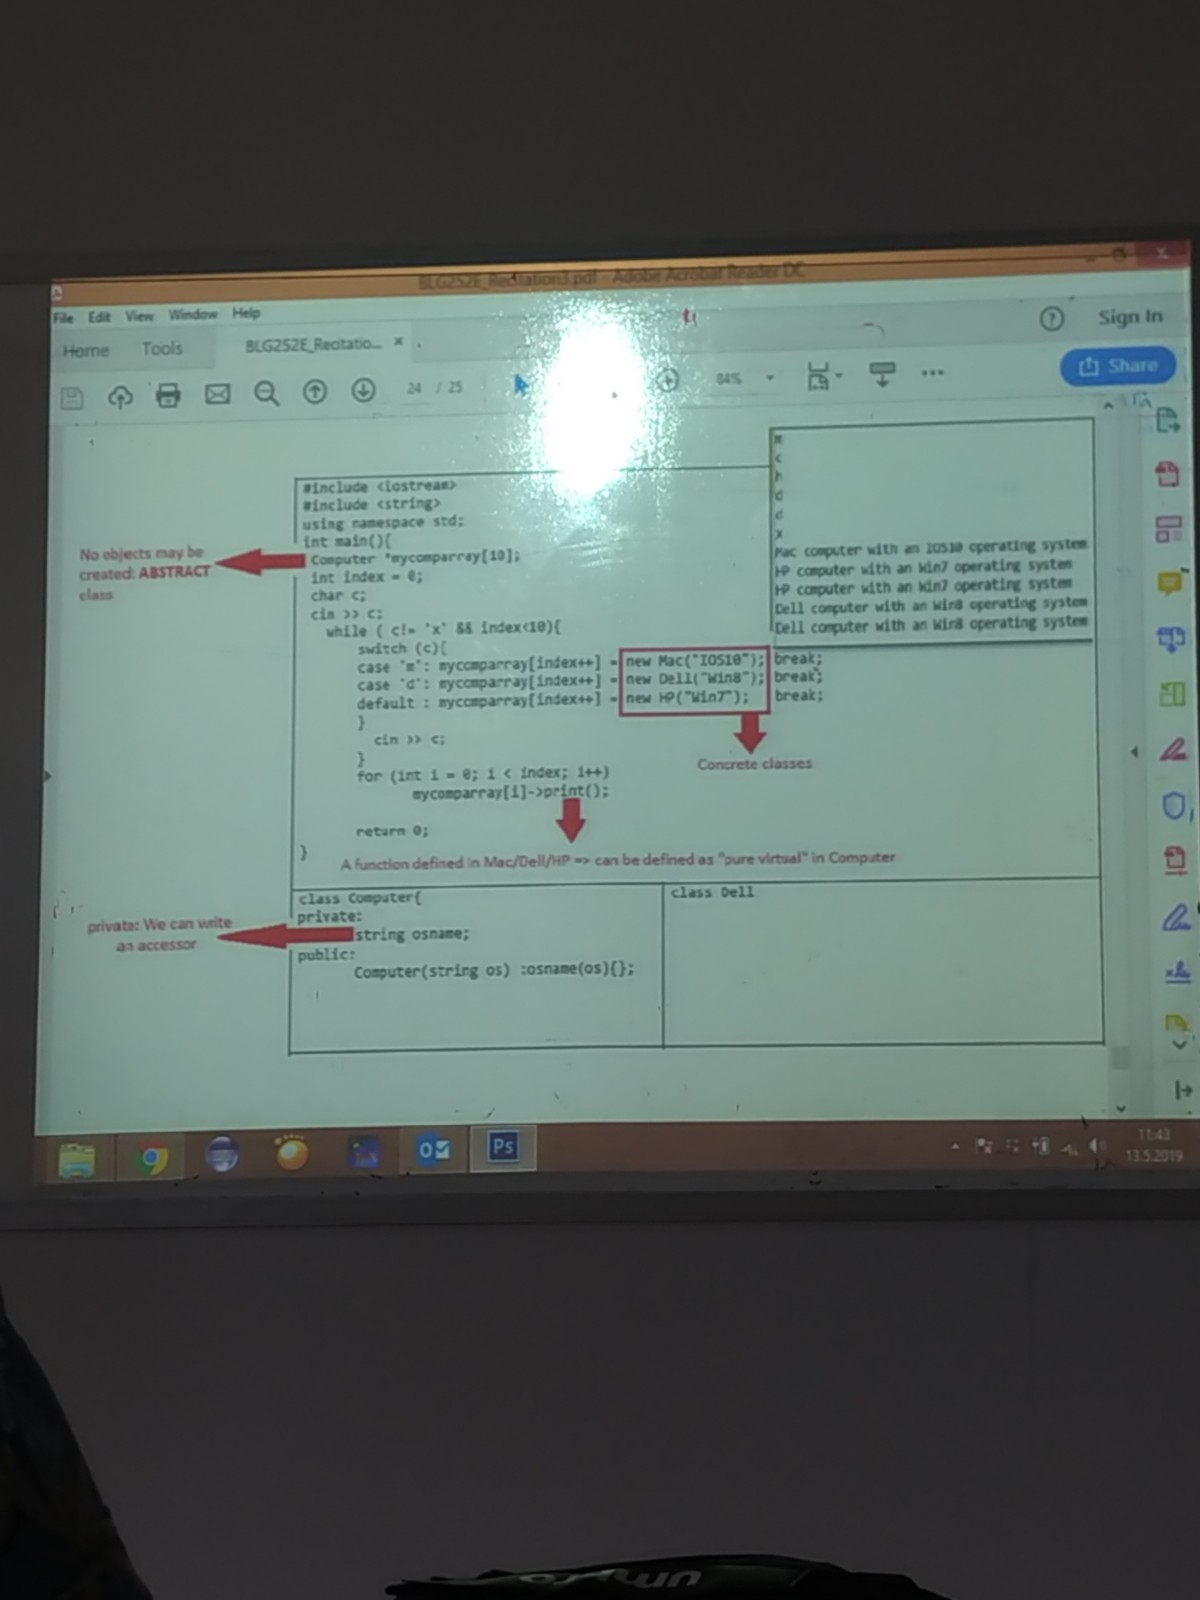 BLG252E_Recitation3.pdf - Adobe Acrobat Reader DC
File Edit View Window Help
Home Tools BLG252E_Recitatio... ×
? Sign In
24 / 25
84%
Share
m
c
h
d
d
x
Mac computer with an IOS10 operating system
HP computer with an Win7 operating system
HP computer with an Win7 operating system
Dell computer with an Win8 operating system
Dell computer with an Win8 operating system
#include <iostream>
#include <string>
using namespace std;
int main(){
Computer *mycomparray[10];
int index = 0;
char c;
cin >> c;
while ( c!= 'x' && index<10){
switch (c){
case 'm': mycomparray[index++] = new Mac("IOS10"); break;
case 'd': mycomparray[index++] = new Dell("Win8"); break;
default : mycomparray[index++] = new HP("Win7"); break;
}
cin >> c;
}
for (int i = 0; i < index; i++)
mycomparray[i]->print();
return 0;
}
No objects may be
created: ABSTRACT
class
Concrete classes
A function defined in Mac/Dell/HP => can be defined as "pure virtual" in Computer
class Computer{
private:
string osname;
public:
Computer(string os) :osname(os){};
class Dell
private: We can write
an accessor
Ps
11:43
13.5.2019
umbro